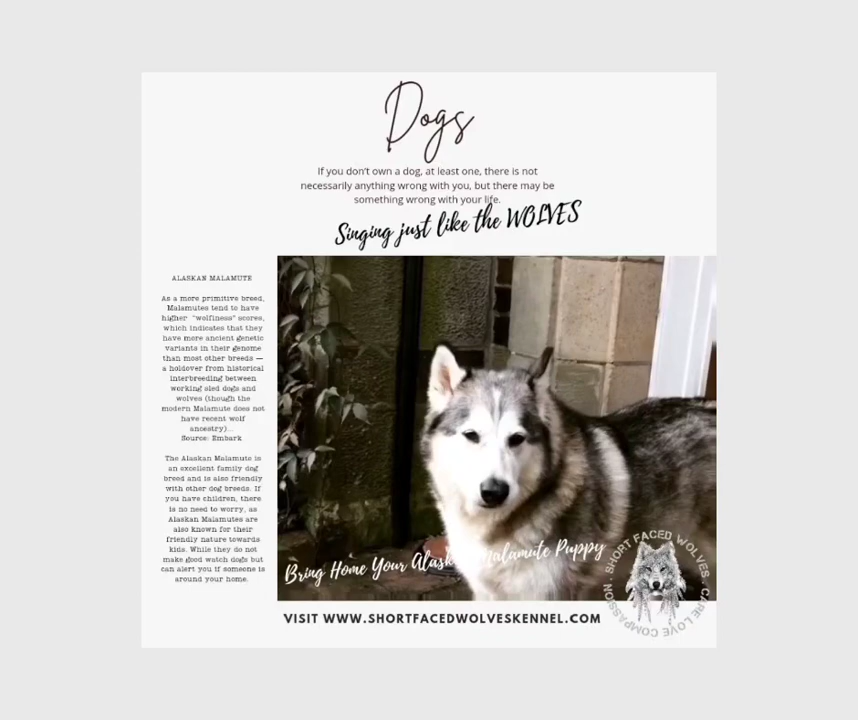 Dogs
If you don't own a dog, at least one, there is not
necessarily anything wrong with you, but there may be
something wrong with your life.
Singing just like the WOLVES
ALASKAN MALAMUTE
As a more primitive breed,
Malamutes tend to have
higher "wolfiness" scores,
which indicates that they
have more ancient genetic
variants in their genome
than most other breeds —
a holdover from historical
interbreeding between
working sled dogs and
wolves (though the
modern Malamute does not
have recent wolf
ancestry)...
Source: Embark
The Alaskan Malamute is
an excellent family dog
breed and is also friendly
with other dog breeds. If
you have children, there
is no need to worry, as
Alaskan Malamutes are
also known for their
friendly nature towards
kids. While they do not
make good watch dogs but
can alert you if someone is
around your home.
Bring Home Your Alaskan Malamute Puppy
SHORT FACED WOLVES . CARE LOVE COMPASSION .
VISIT WWW.SHORTFACEDWOLVESKENNEL.COM